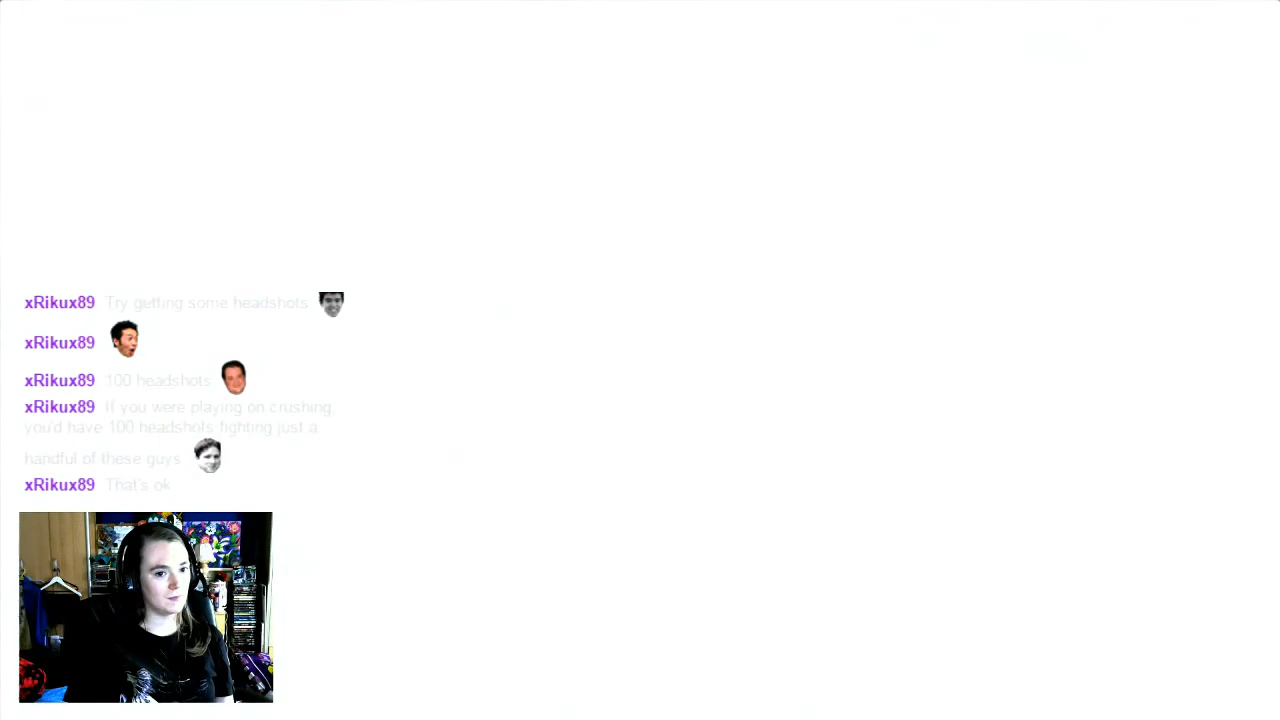 xRikux89 Try getting some headshots
xRikux89
xRikux89 100 headshots
xRikux89 If you were playing on crushing,
you'd have 100 headshots fighting just a
handful of these guys
xRikux89 That's ok